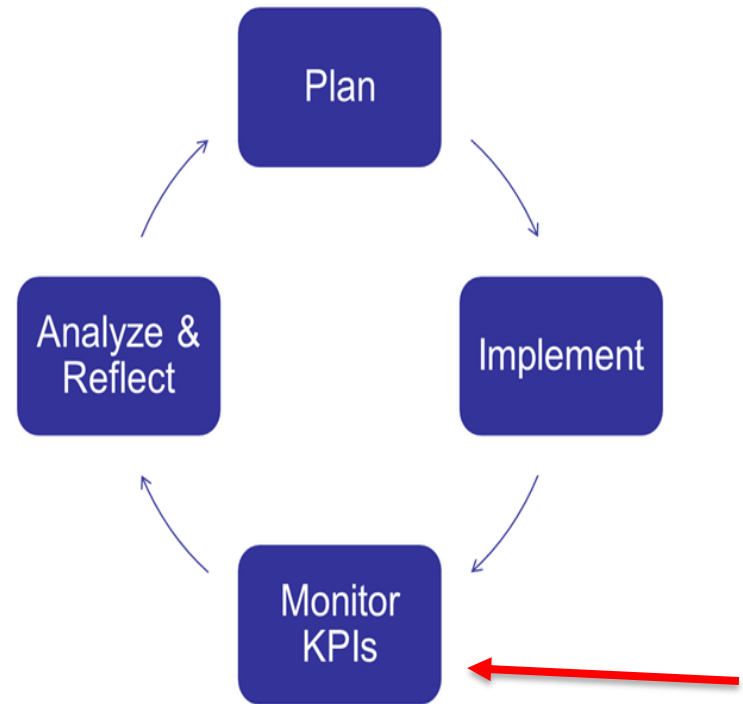 Plan
Implement
Monitor
KPIs
Analyze &
Reflect